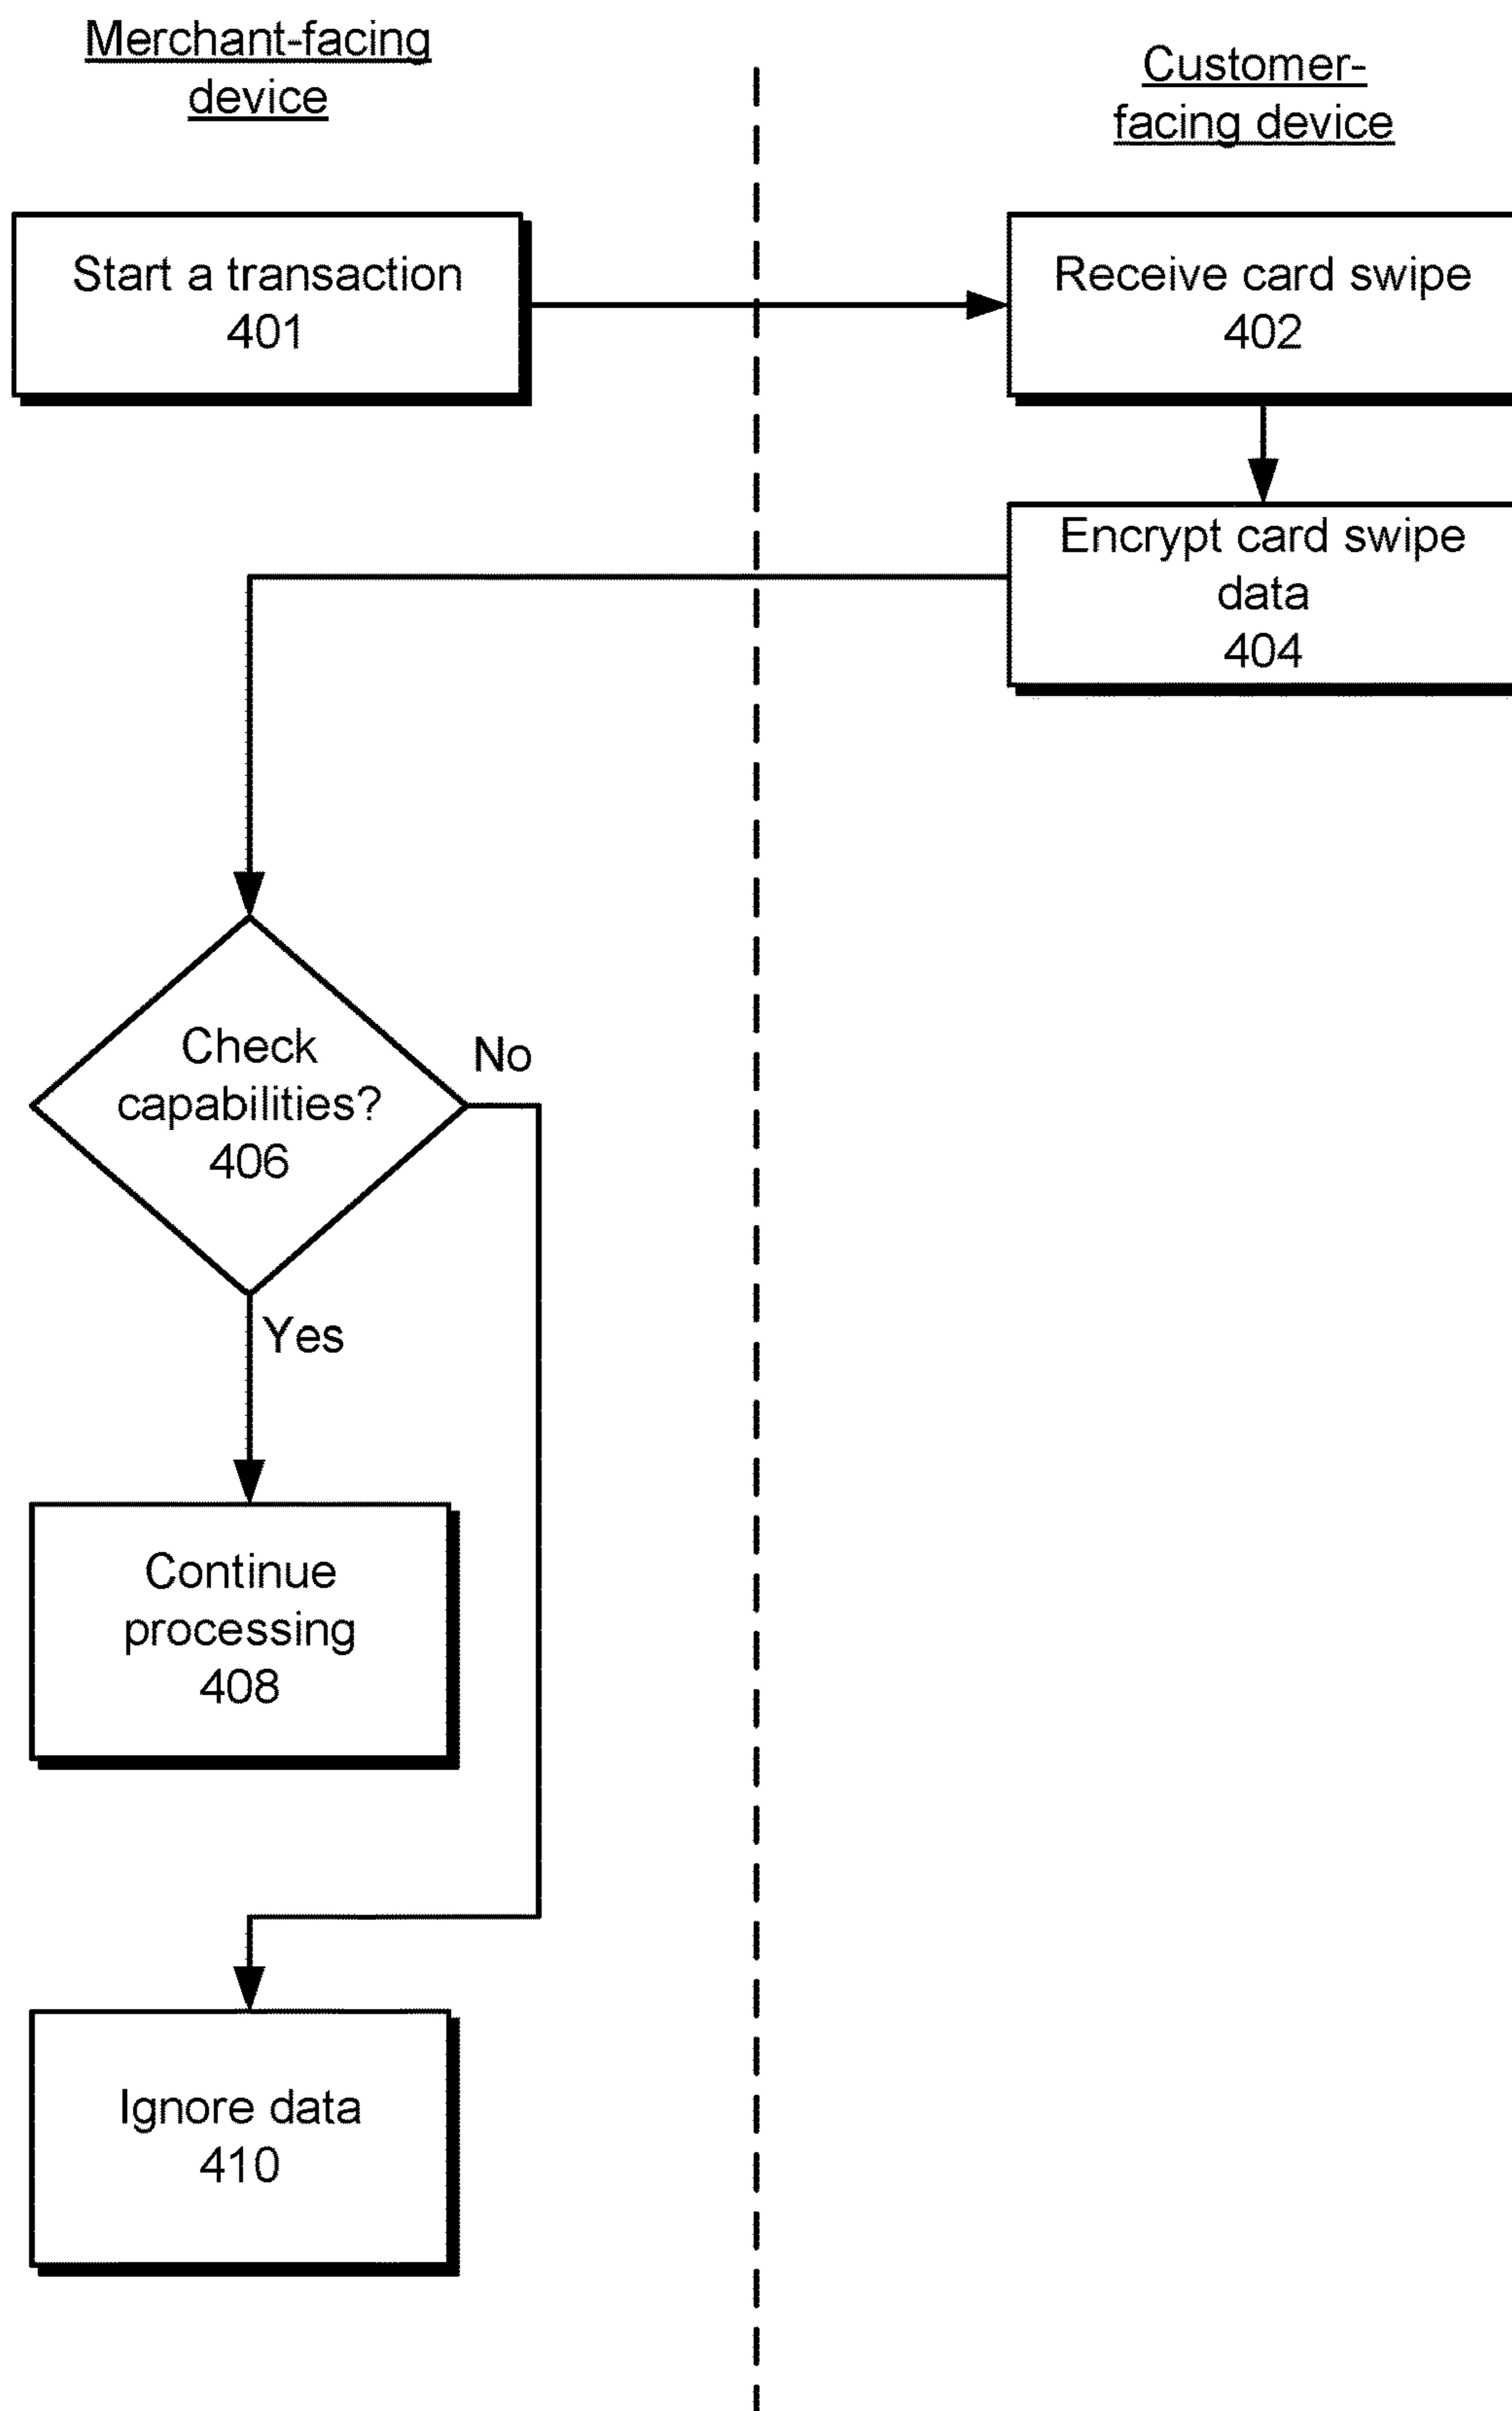 Merchant-facing
device
Customer-
facing device
Start a transaction
401
Receive card swipe
402
Encrypt card swipe
data
404
Check
capabilities?
406
No
Yes
Continue
processing
408
Ignore data
410